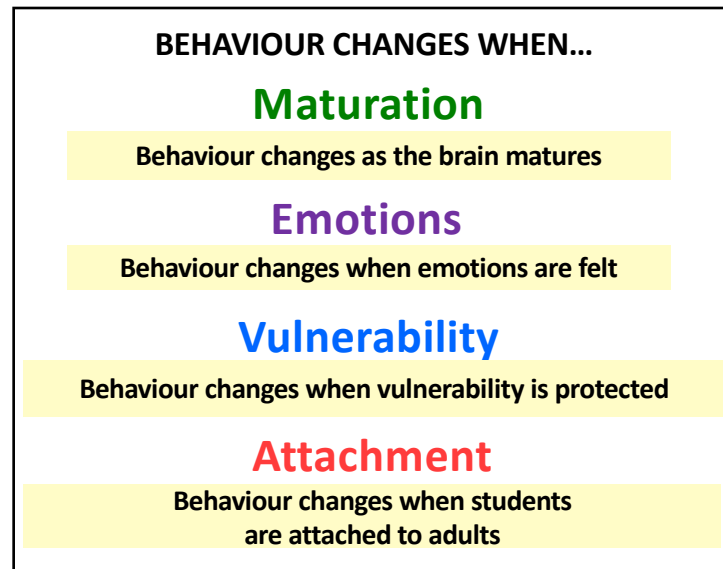 BEHAVIOUR CHANGES WHEN...
Maturation
Behaviour changes as the brain matures
Emotions
Behaviour changes when emotions are felt
Vulnerability
Behaviour changes when vulnerability is protected
Attachment
Behaviour changes when students
are attached to adults